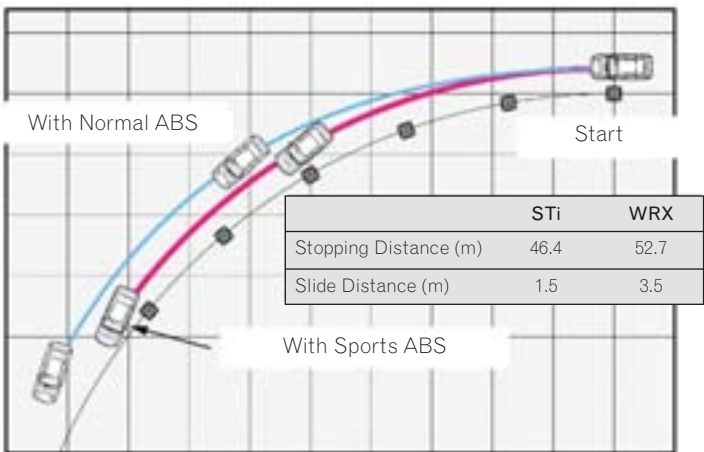 With Normal ABS
Start
STi WRX
Stopping Distance (m) 46.4 52.7
Slide Distance (m) 1.5 3.5
With Sports ABS